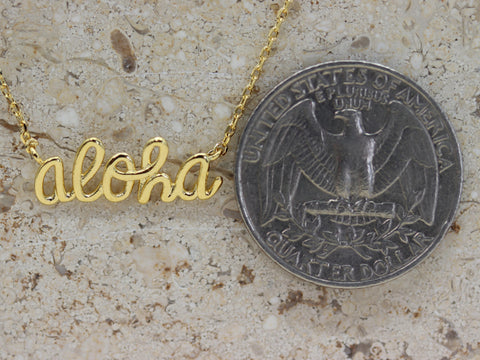 aloha
UNITED STATES OF AMERICA
E PLURIBUS
UNUM
QUARTER DOLLAR